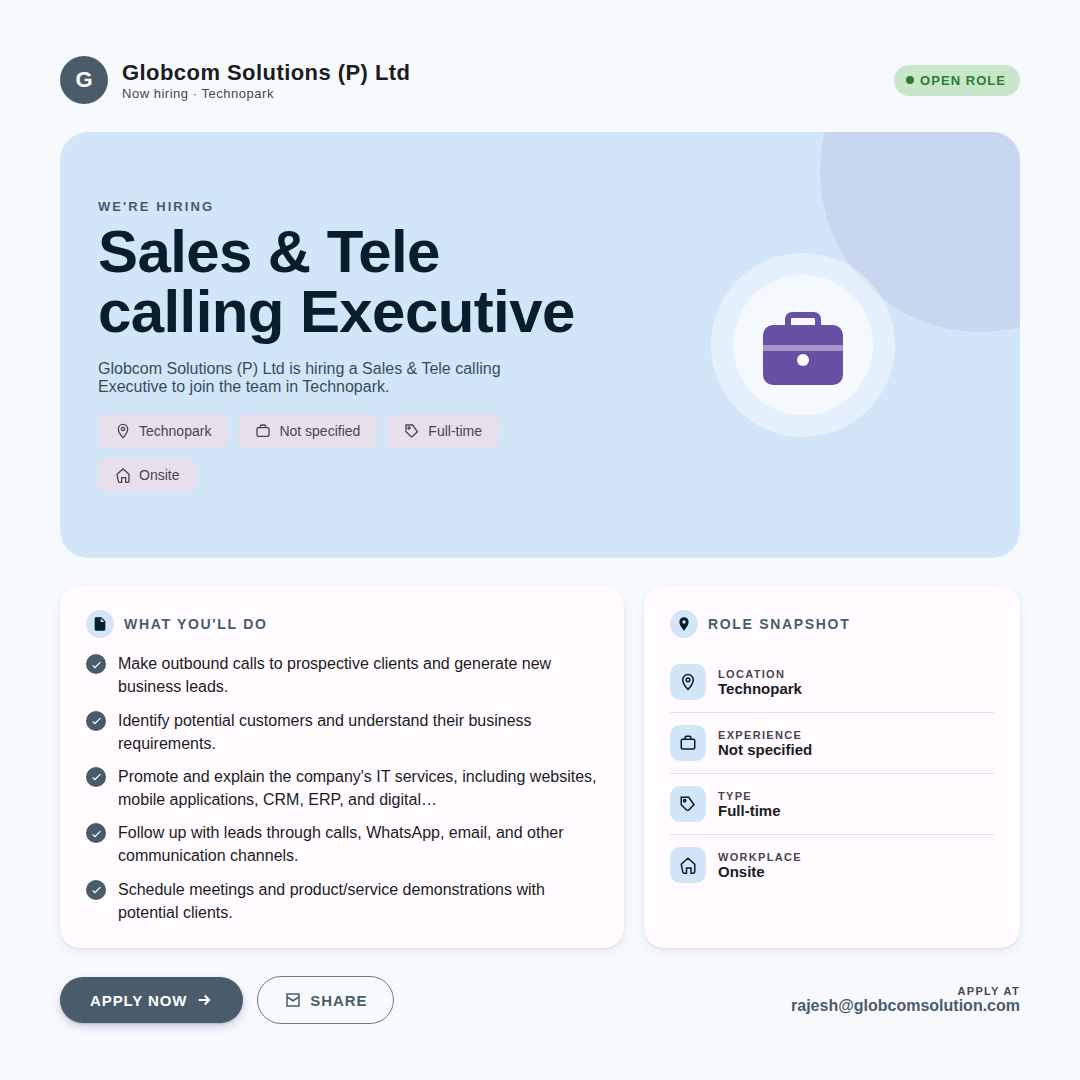 G
Globcom Solutions (P) Ltd
Now hiring · Technopark
OPEN ROLE
WE'RE HIRING
Sales & Tele
calling Executive
Globcom Solutions (P) Ltd is hiring a Sales & Tele calling
Executive to join the team in Technopark.
Technopark
Not specified
Full-time
Onsite
WHAT YOU'LL DO
Make outbound calls to prospective clients and generate new
business leads.
Identify potential customers and understand their business
requirements.
Promote and explain the company's IT services, including websites,
mobile applications, CRM, ERP, and digital…
Follow up with leads through calls, WhatsApp, email, and other
communication channels.
Schedule meetings and product/service demonstrations with
potential clients.
ROLE SNAPSHOT
LOCATION
Technopark
EXPERIENCE
Not specified
TYPE
Full-time
WORKPLACE
Onsite
APPLY NOW
SHARE
APPLY AT
rajesh@globcomsolution.com